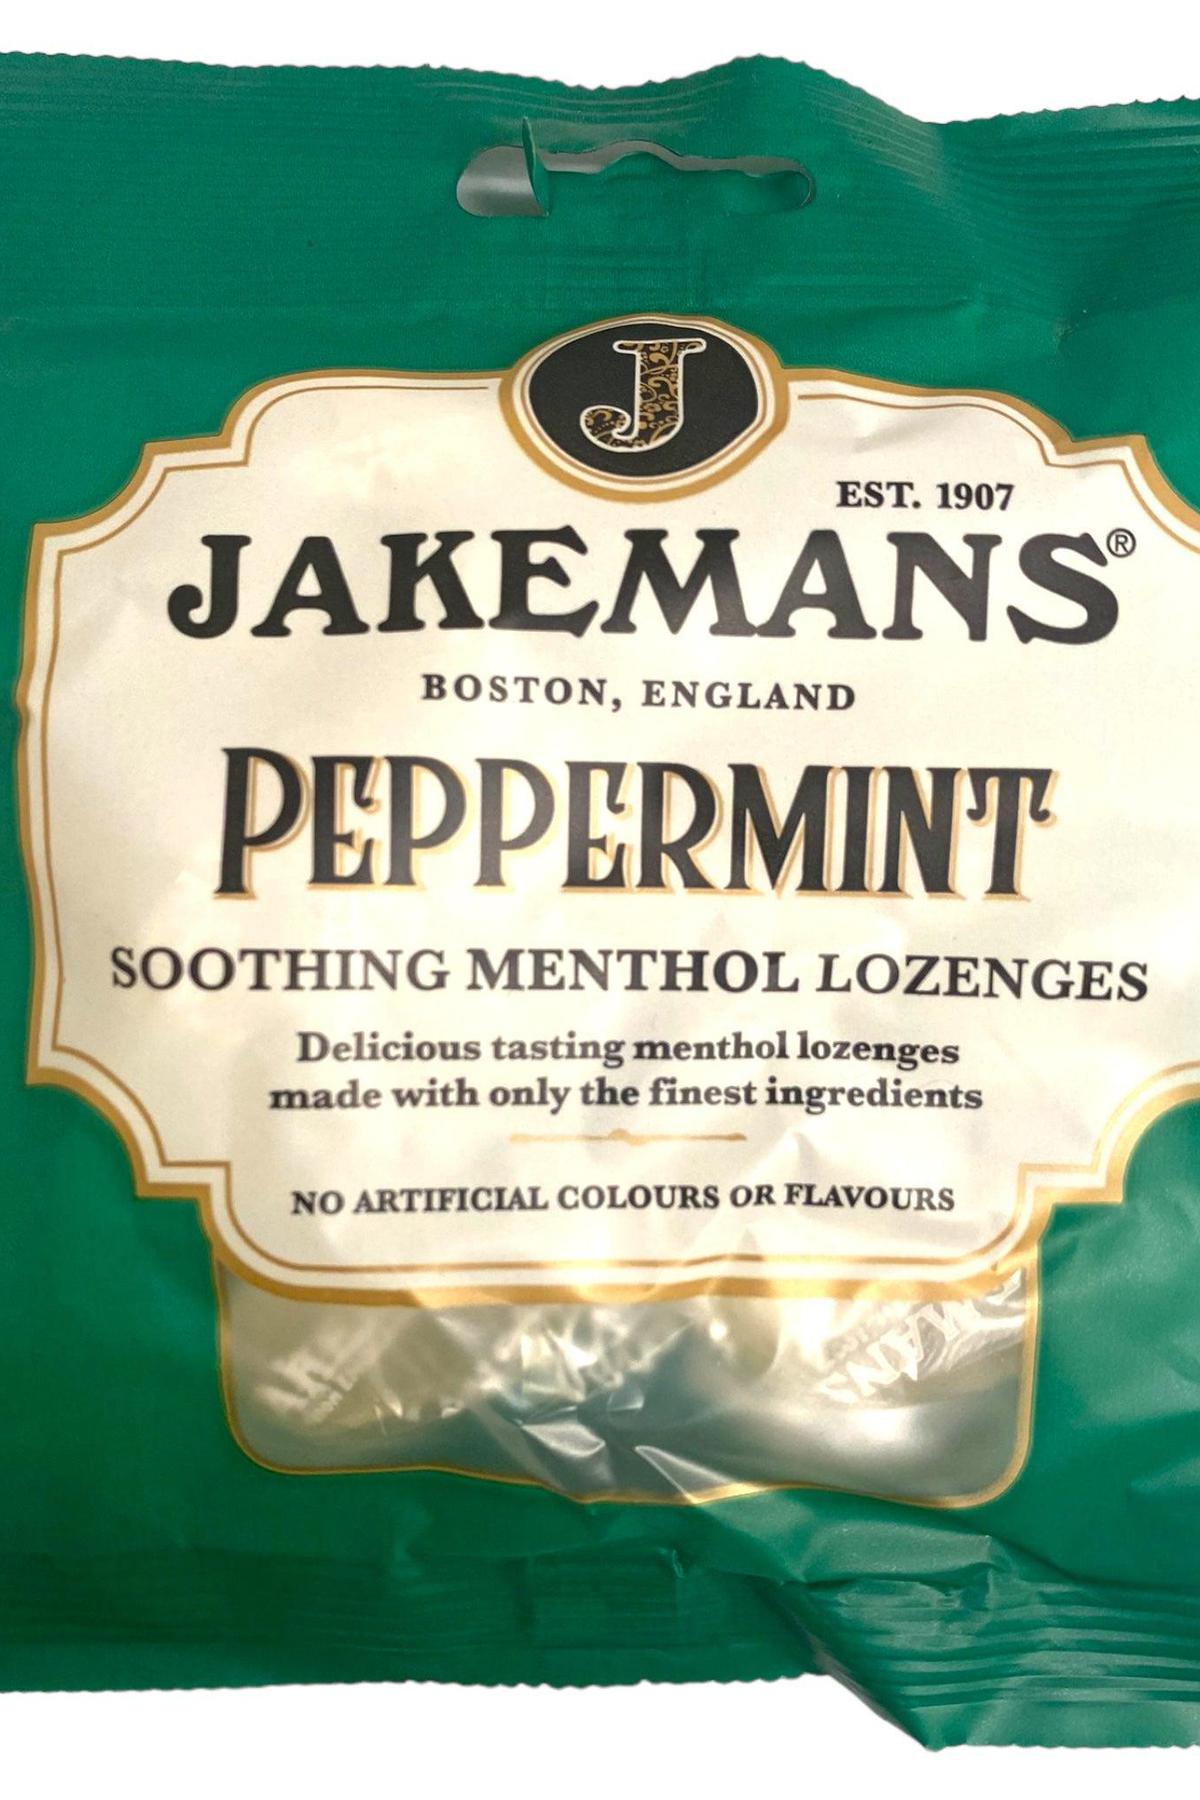 J
EST. 1907
JAKEMANS®
BOSTON, ENGLAND
PEPPERMINT
SOOTHING MENTHOL LOZENGES
Delicious tasting menthol lozenges
made with only the finest ingredients
NO ARTIFICIAL COLOURS OR FLAVOURS